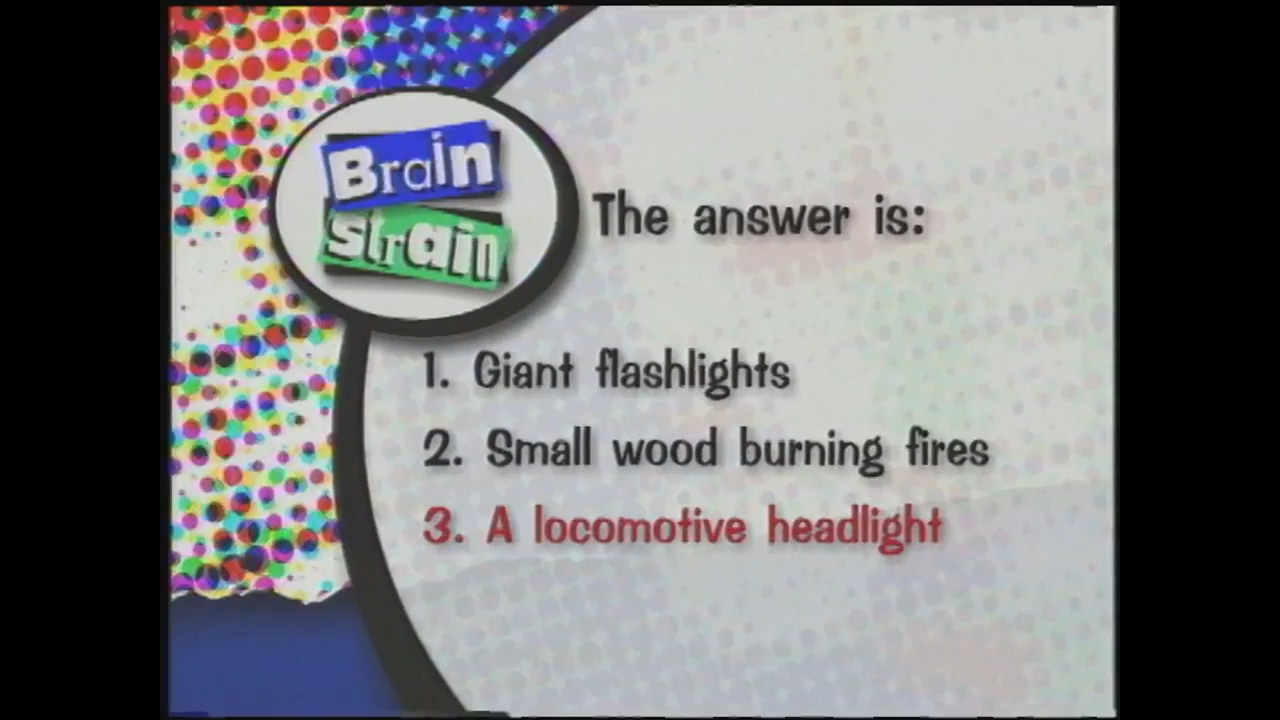 Brain
Strain
The answer is:
1. Giant flashlights
2. Small wood burning fires
3. A locomotive headlight